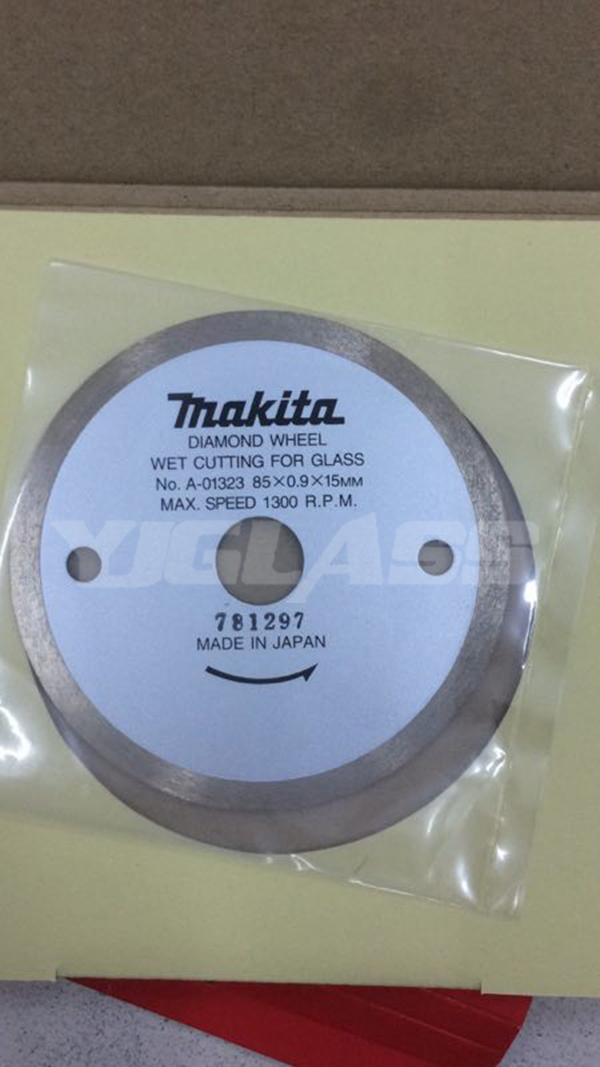 makita
DIAMOND WHEEL
WET CUTTING FOR GLASS
No. A-01323 85×0.9×15MM
MAX. SPEED 1300 R.P.M.
YJGLASS
781297
MADE IN JAPAN